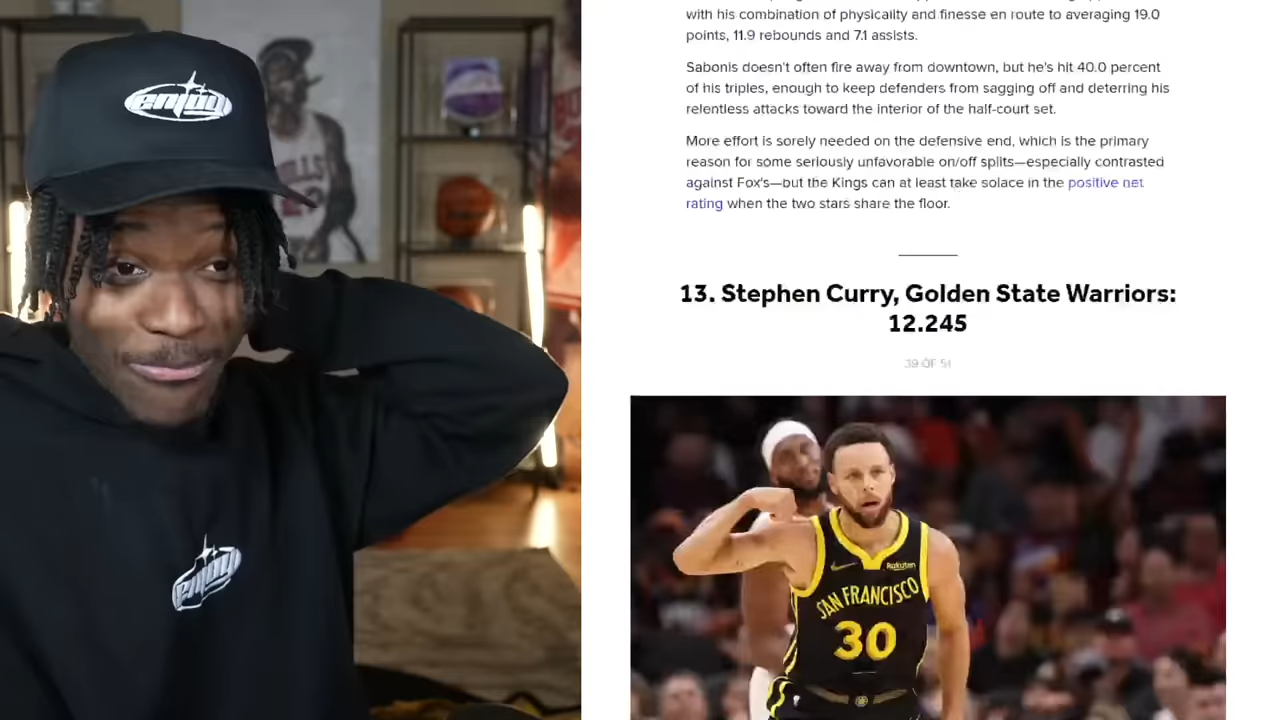 enjoy
enjoy
BULLS
with his combination of physicality and finesse en route to averaging 19.0
points, 11.9 rebounds and 7.1 assists.
Sabonis doesn't often fire away from downtown, but he's hit 40.0 percent
of his triples, enough to keep defenders from sagging off and deterring his
relentless attacks toward the interior of the half-court set.
More effort is sorely needed on the defensive end, which is the primary
reason for some seriously unfavorable on/off splits—especially contrasted
against Fox's—but the Kings can at least take solace in the positive net
rating when the two stars share the floor.
13. Stephen Curry, Golden State Warriors:
12.245
39 OF 51
Rakuten
SAN FRANCISCO
30